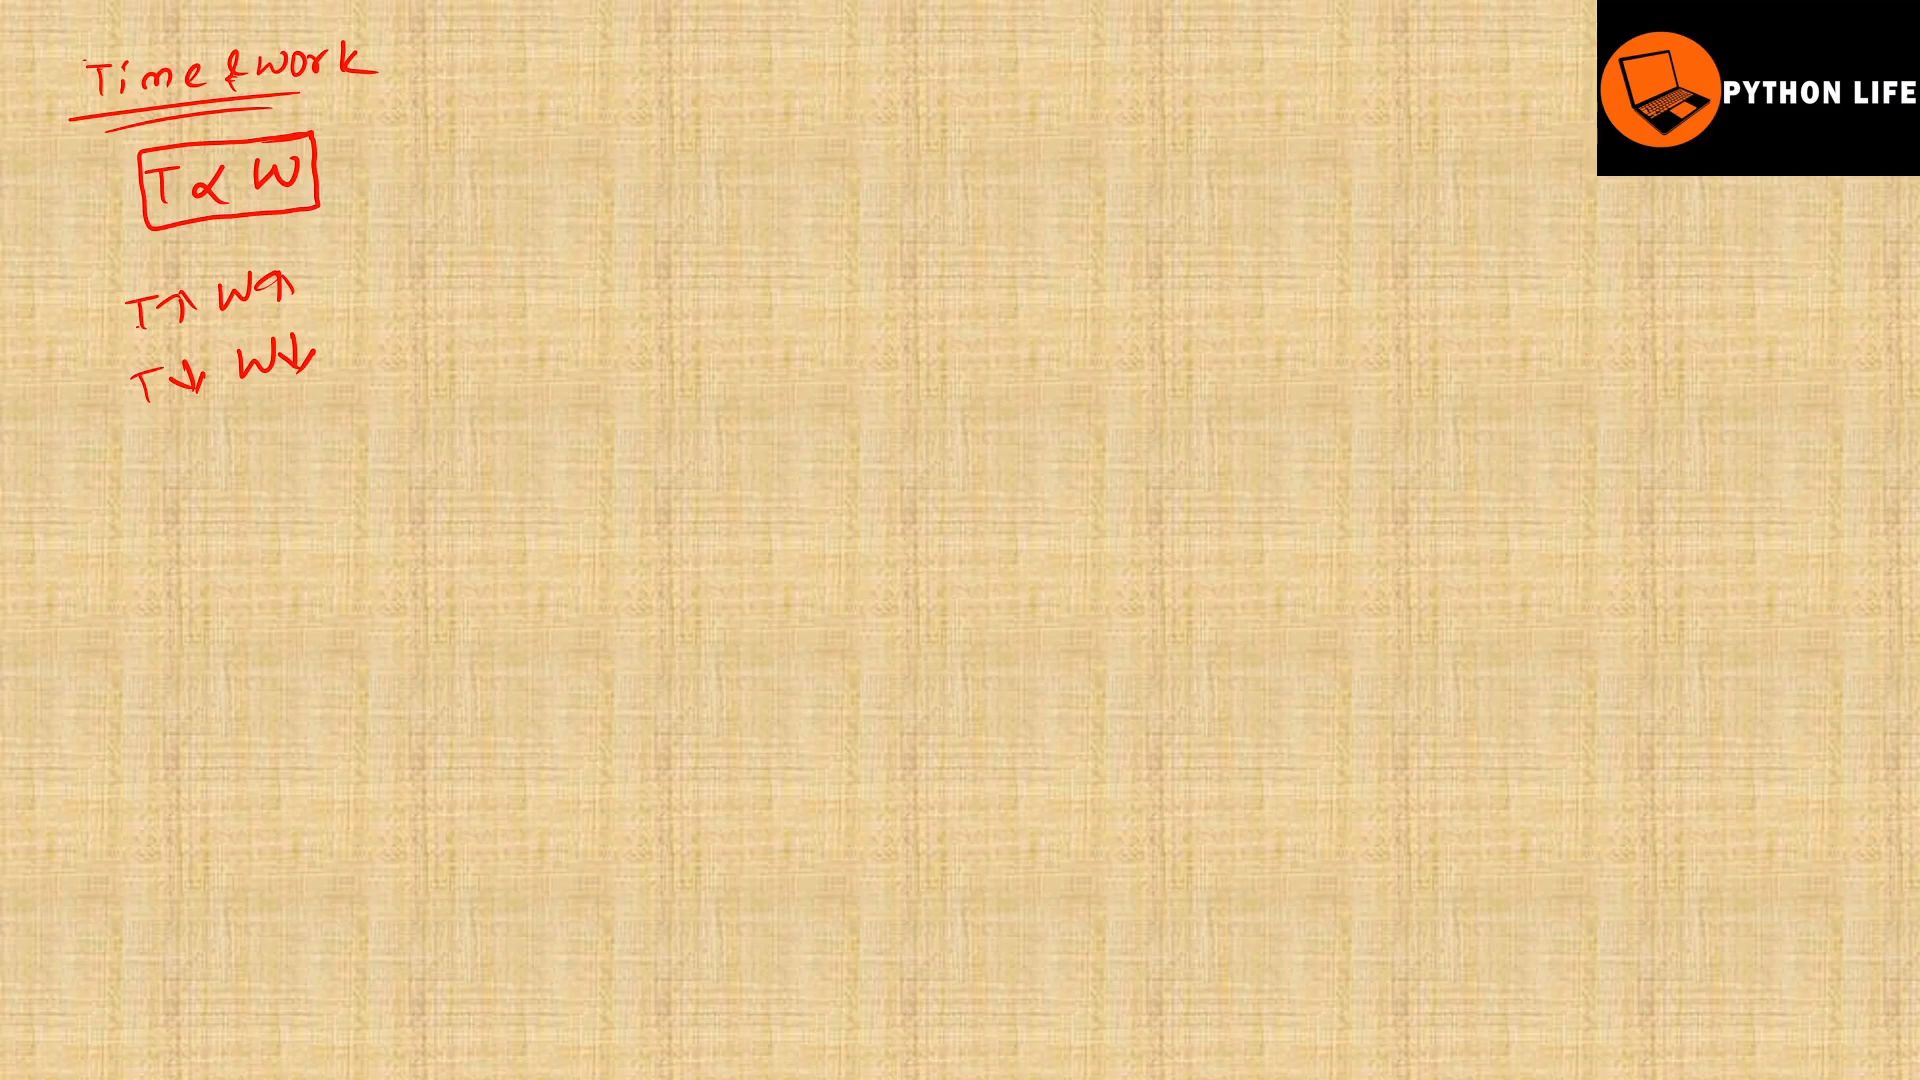 Time & work
T ∝ W
T↑ W↑
T↓ W↓
PYTHON LIFE